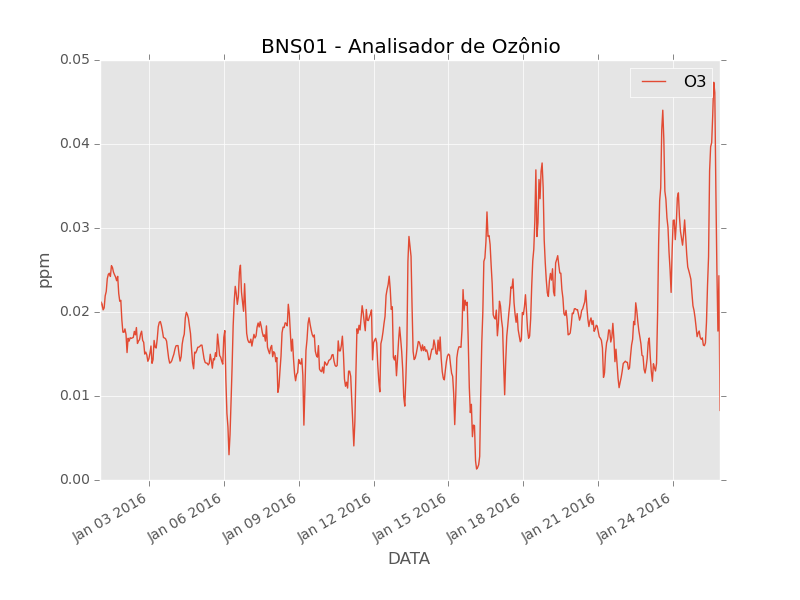 BNS01 - Analisador de Ozônio
O3
0.05
0.04
0.03
0.02
0.01
0.00
ppm
Jan 03 2016
Jan 06 2016
Jan 09 2016
Jan 12 2016
Jan 15 2016
Jan 18 2016
Jan 21 2016
Jan 24 2016
DATA